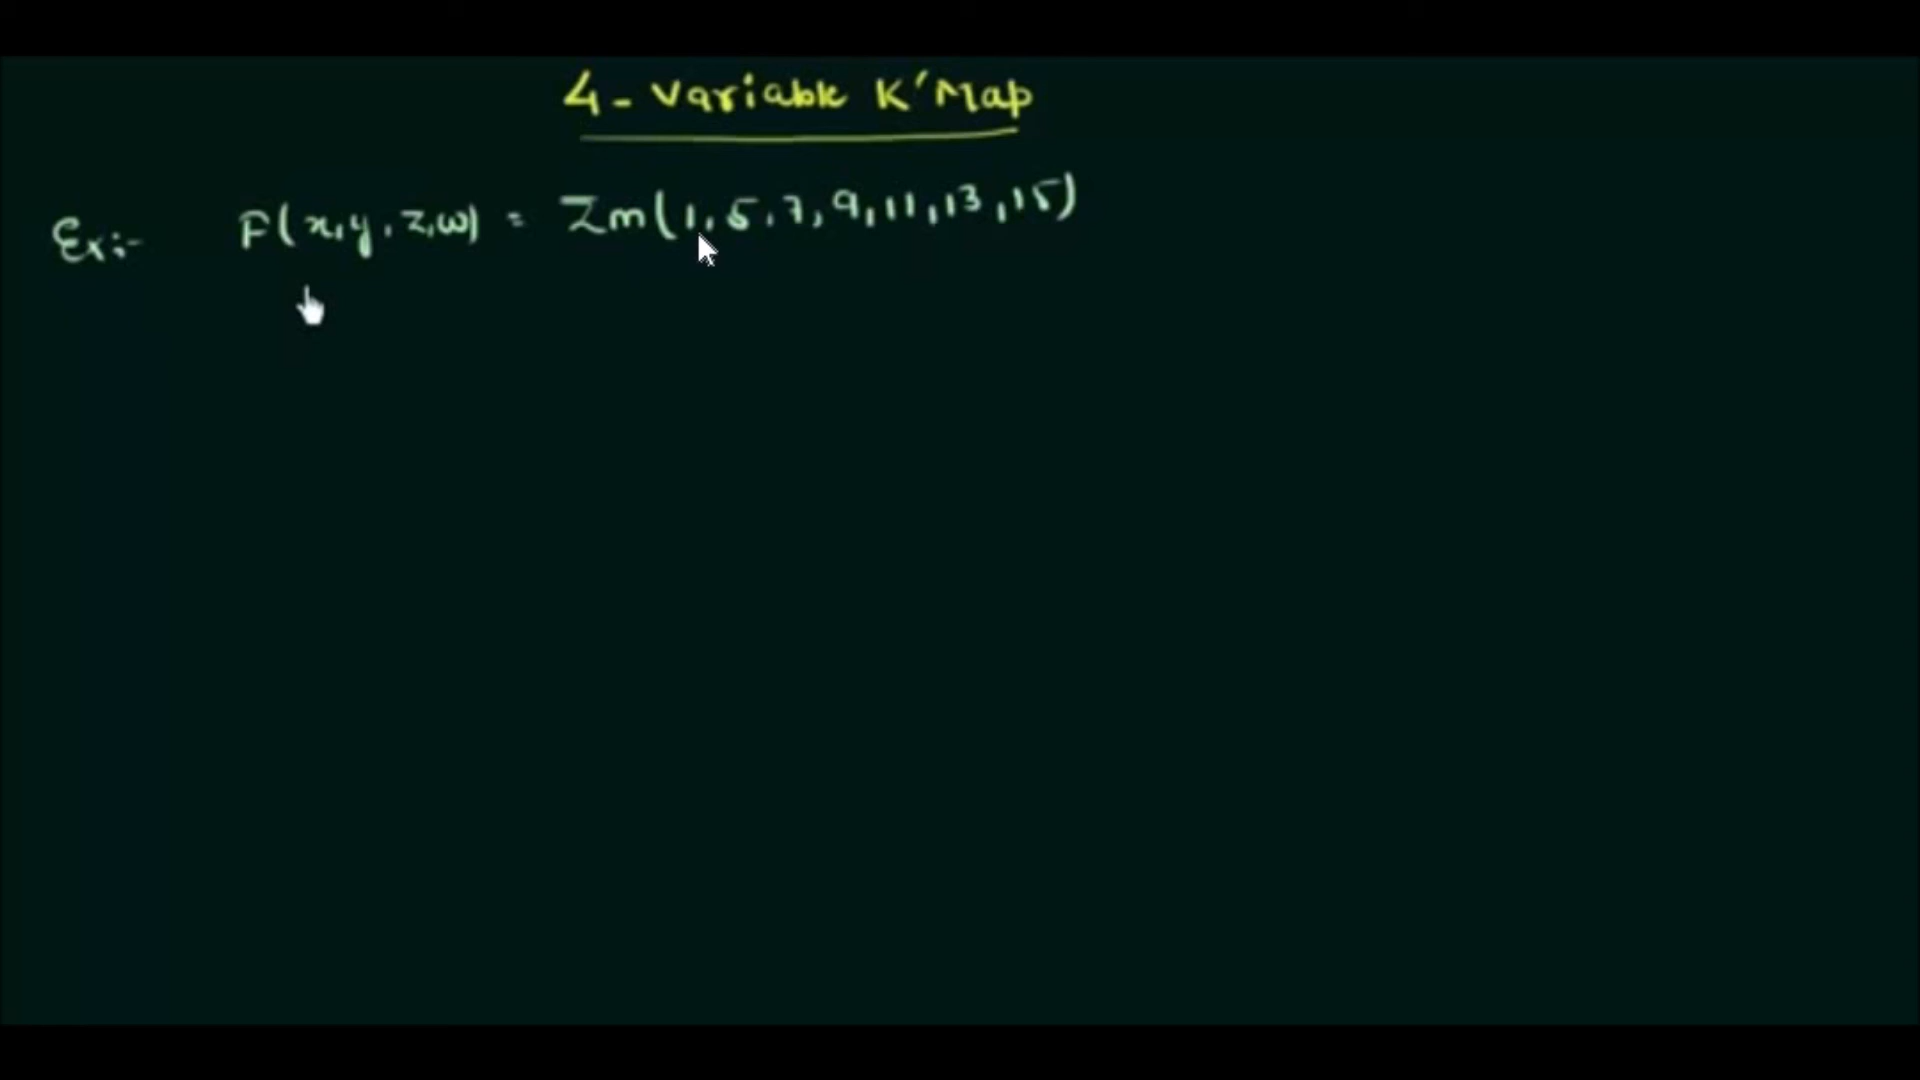 4-Variable K'Map
Ex:- F(x,y,z,w) = Σm(1,5,7,9,11,13,15)